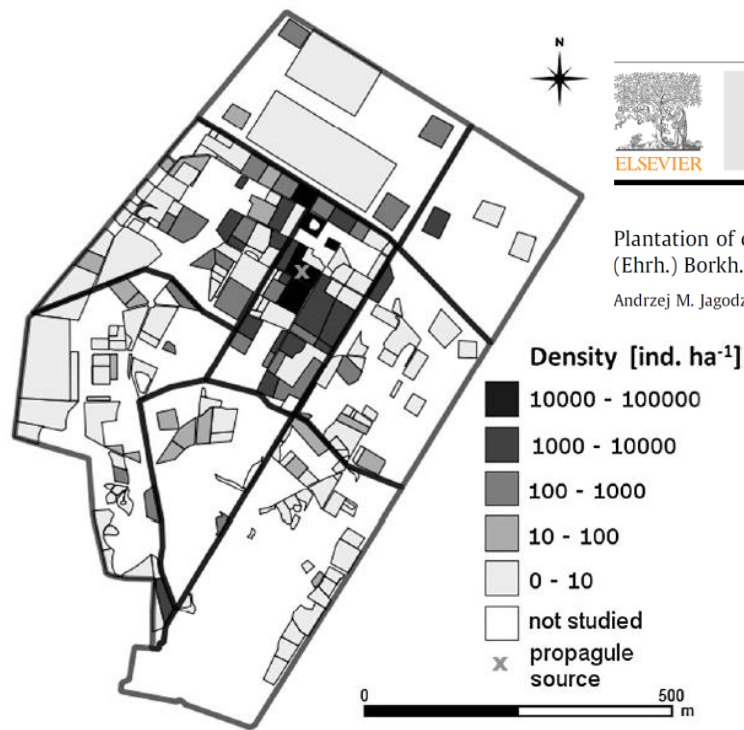 N
ELSEVIER
Plantation of
(Ehrh.) Borkh.
Andrzej M. Jagodz
Density [ind. ha⁻¹]
10000 - 100000
1000 - 10000
100 - 1000
10 - 100
0 - 10
not studied
x propagule
source
0 500
m